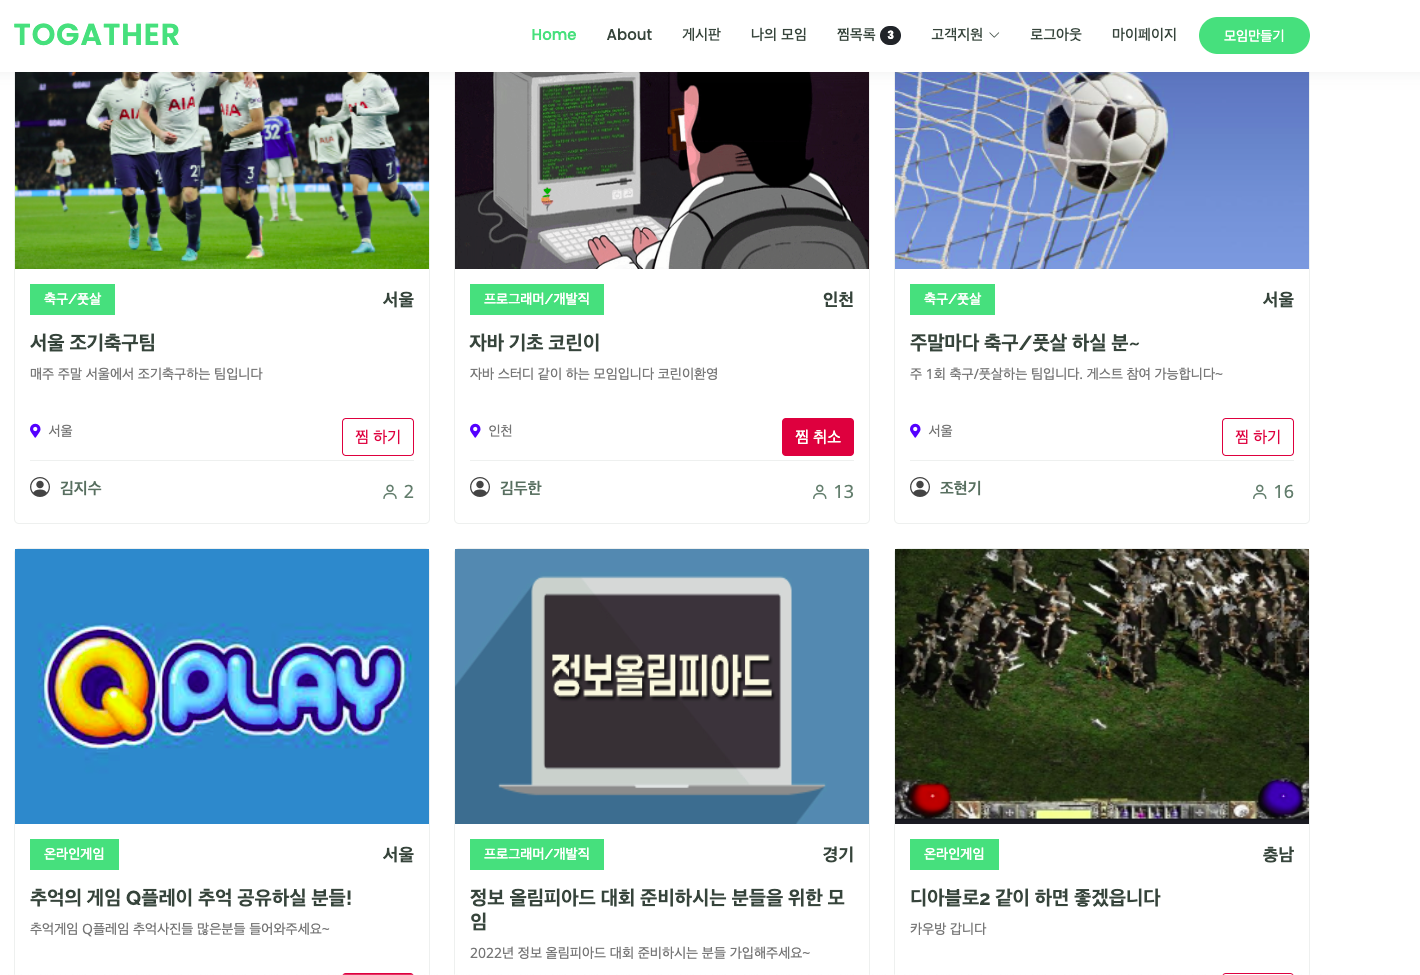 TOGATHER
Home About 게시판 나의 모임 찜목록 3 고객지원 로그아웃 마이페이지 모임만들기
AIA AIA AIA AIA
32
3
7
축구/풋살 서울
서울 조기축구팀
매주 주말 서울에서 조기축구하는 팀입니다
서울 찜 하기
김지수 2
프로그래머/개발직 인천
자바 기초 코린이
자바 스터디 같이 하는 모임입니다 코린이환영
인천 찜 취소
김두한 13
축구/풋살 서울
주말마다 축구/풋살 하실 분~
주 1회 축구/풋살하는 팀입니다. 게스트 참여 가능합니다~
서울 찜 하기
조현기 16
Q PLAY
온라인게임 서울
추억의 게임 Q플레이 추억 공유하실 분들!
추억게임 Q플레임 추억사진들 많은분들 들어와주세요~
정보올림피아드
프로그래머/개발직 경기
정보 올림피아드 대회 준비하시는 분들을 위한 모
임
2022년 정보 올림피아드 대회 준비하시는 분들 가입해주세요~
온라인게임 충남
디아블로2 같이 하면 좋겠읍니다
카우방 갑니다